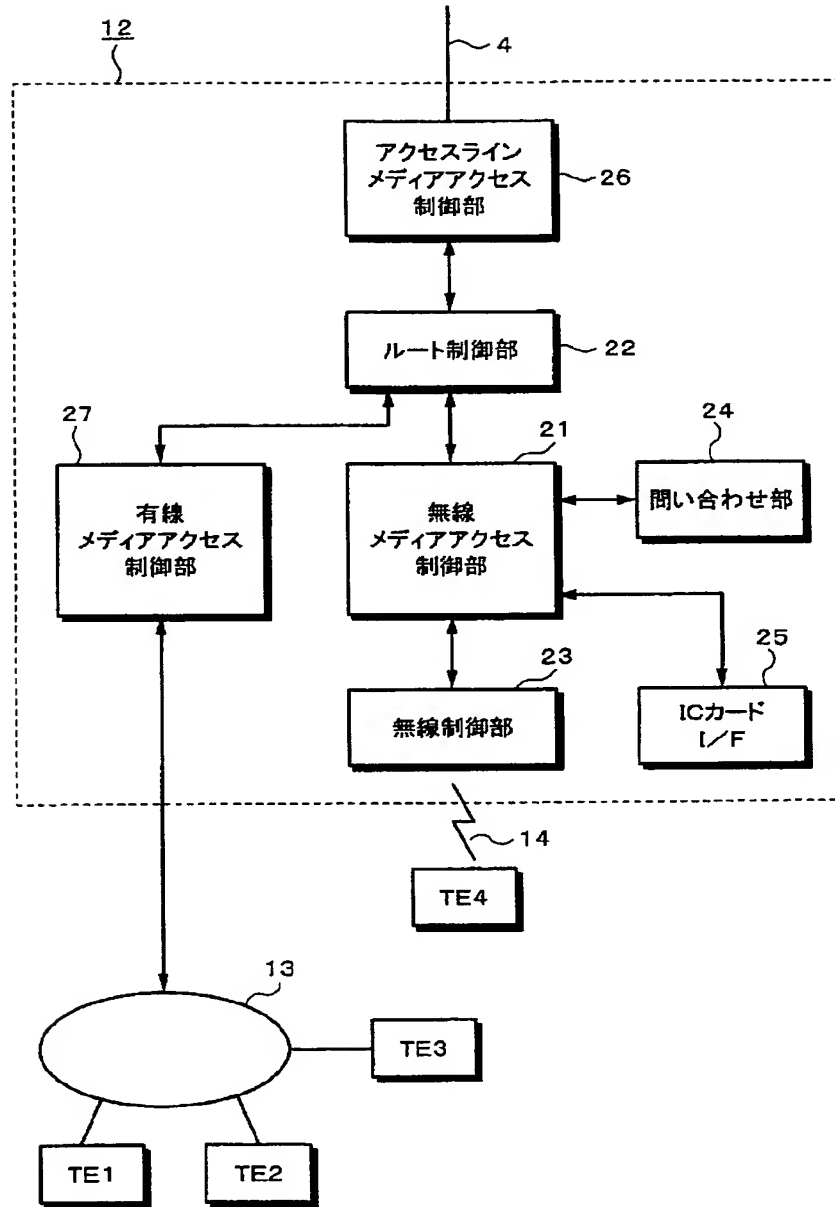 12
4
アクセスライン
メディアアクセス
制御部
26
ルート制御部
22
27
21
24
有線
メディアアクセス
制御部
無線
メディアアクセス
制御部
問い合わせ部
23
25
無線制御部
ICカード
I/F
14
TE4
13
TE3
TE1
TE2